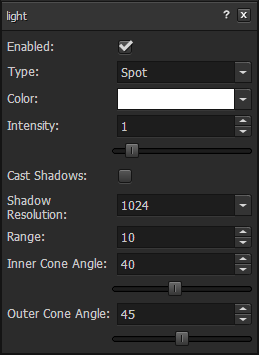 light ? x
Enabled:
Type: Spot
Color:
Intensity: 1
Cast Shadows:
Shadow
Resolution: 1024
Range: 10
Inner Cone Angle: 40
Outer Cone Angle: 45